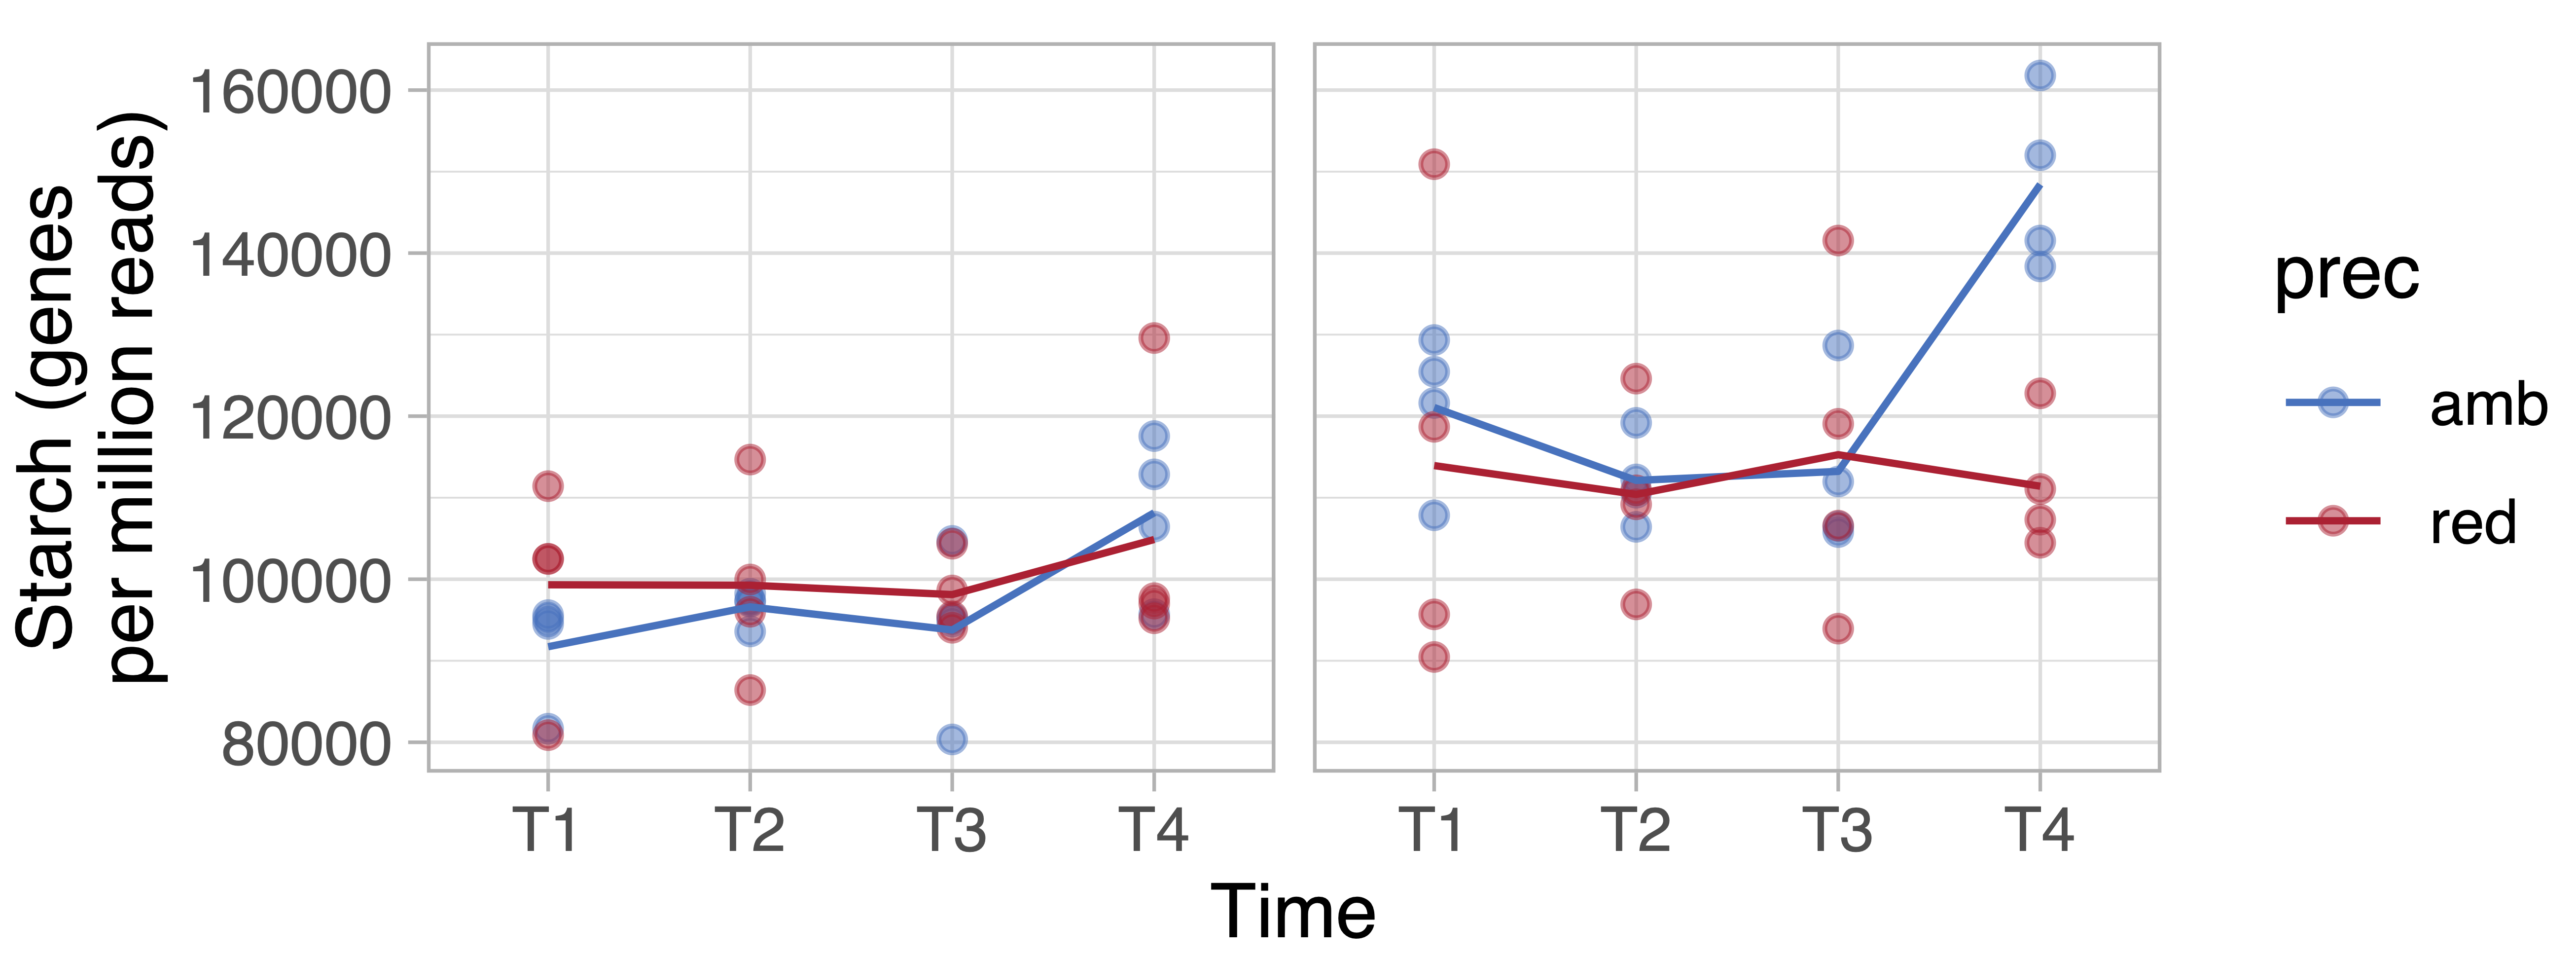 Starch (genes
per million reads)
160000
140000
120000
100000
80000
T1 T2 T3 T4
T1 T2 T3 T4
Time
prec
amb
red